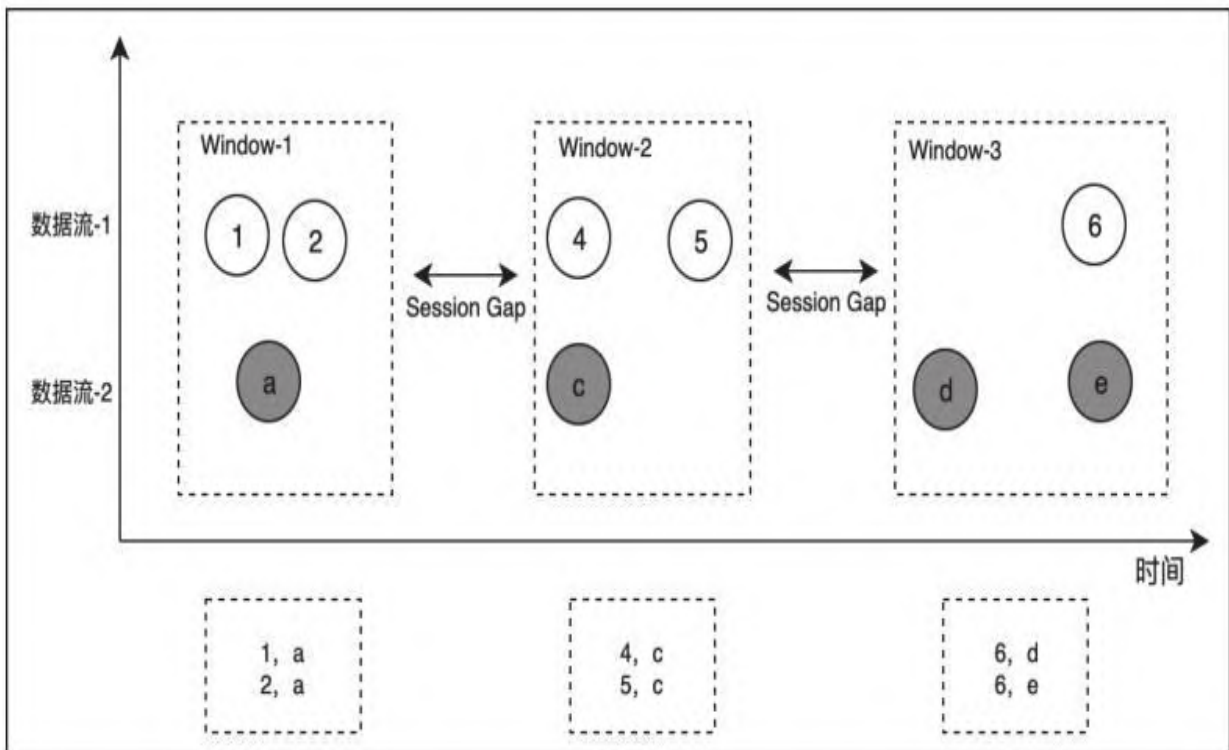 Window-1
Window-2
Window-3
数据流-1
1
2
4
5
6
Session Gap
Session Gap
数据流-2
a
c
d
e
时间
1, a
2, a
4, c
5, c
6, d
6, e